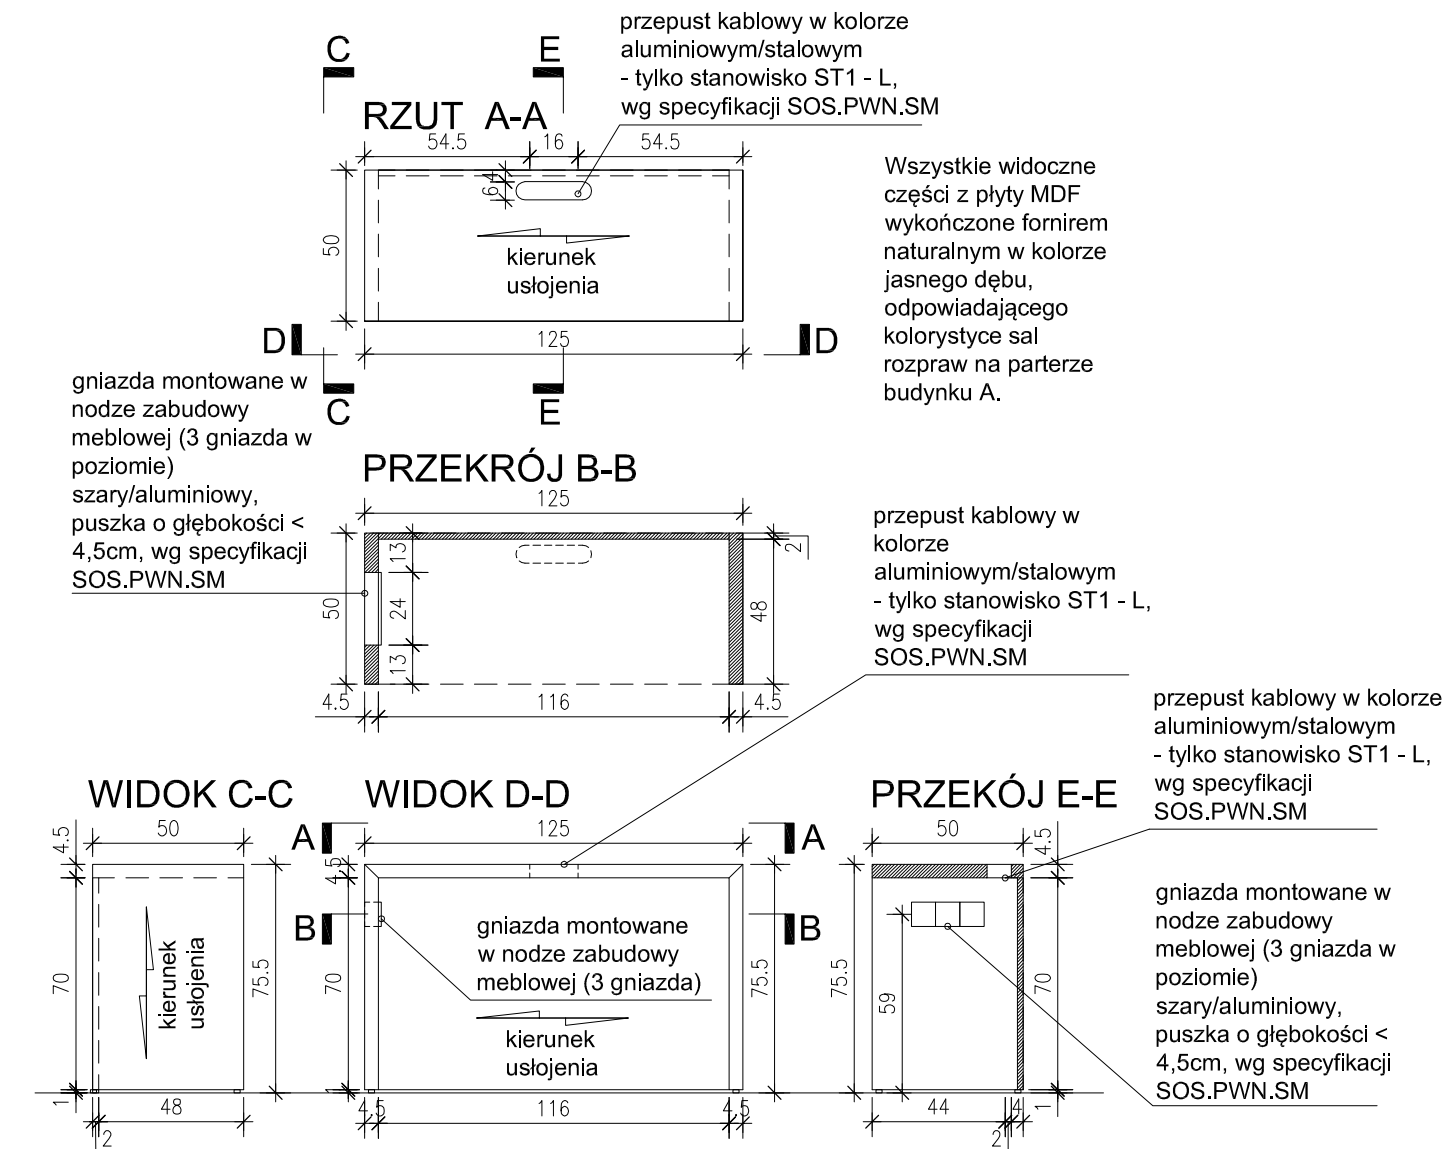 przepust kablowy w kolorze
aluminiowym/stalowym
- tylko stanowisko ST1 - L,
wg specyfikacji SOS.PWN.SM
C
E
RZUT A-A
54.5
16
54.5
4
6
50
kierunek
usłojenia
Wszystkie widoczne
części z płyty MDF
wykończone fornirem
naturalnym w kolorze
jasnego dębu,
odpowiadającego
kolorystyce sal
rozpraw na parterze
budynku A.
D
125
D
C
E
gniazda montowane w
nodze zabudowy
meblowej (3 gniazda w
poziomie)
szary/aluminiowy,
puszka o głębokości <
4,5cm, wg specyfikacji
SOS.PWN.SM
PRZEKRÓJ B-B
125
13
2
50
24
48
13
4.5
116
4.5
przepust kablowy w
kolorze
aluminiowym/stalowym
- tylko stanowisko ST1 - L,
wg specyfikacji
SOS.PWN.SM
przepust kablowy w kolorze
aluminiowym/stalowym
- tylko stanowisko ST1 - L,
wg specyfikacji
SOS.PWN.SM
WIDOK C-C
50
4.5
70
75.5
kierunek
usłojenia
1
48
2
WIDOK D-D
A
125
A
4.5
B
B
gniazda montowane
w nodze zabudowy
meblowej (3 gniazda)
70
75.5
kierunek
usłojenia
4.5
116
4.5
PRZEKÓJ E-E
50
4.5
75.5
59
70
44
4
1
2
gniazda montowane w
nodze zabudowy
meblowej (3 gniazda w
poziomie)
szary/aluminiowy,
puszka o głębokości <
4,5cm, wg specyfikacji
SOS.PWN.SM